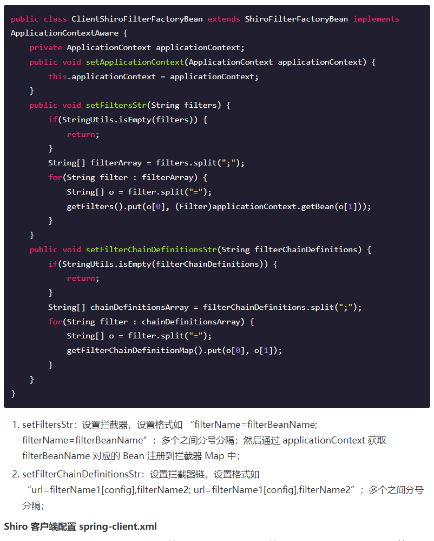 public class ClientShiroFilterFactoryBean extends ShiroFilterFactoryBean implements
ApplicationContextAware {
    private ApplicationContext applicationContext;
    public void setApplicationContext(ApplicationContext applicationContext) {
        this.applicationContext = applicationContext;
    }
    public void setFiltersStr(String filters) {
        if(StringUtils.isEmpty(filters)) {
            return;
        }
        String[] filterArray = filters.split(";");
        for(String filter : filterArray) {
            String[] o = filter.split("=");
            getFilters().put(o[0], (Filter)applicationContext.getBean(o[1]));
        }
    }
    public void setFilterChainDefinitionsStr(String filterChainDefinitions) {
        if(StringUtils.isEmpty(filterChainDefinitions)) {
            return;
        }
        String[] chainDefinitionsArray = filterChainDefinitions.split(";");
        for(String filter : chainDefinitionsArray) {
            String[] o = filter.split("=");
            getFilterChainDefinitionMap().put(o[0], o[1]);
        }
    }
}
1. setFiltersStr：设置拦截器，设置格式如 “filterName=filterBeanName;
filterName=filterBeanName”；多个之间分号分隔；然后通过 applicationContext 获取
filterBeanName 对应的 Bean 注册到拦截器 Map 中；
2. setFilterChainDefinitionsStr：设置拦截器链，设置格式如
“url=filterName1[config],filterName2; url=filterName1[config],filterName2”；多个之间分号
分隔；
Shiro 客户端配置 spring-client.xml